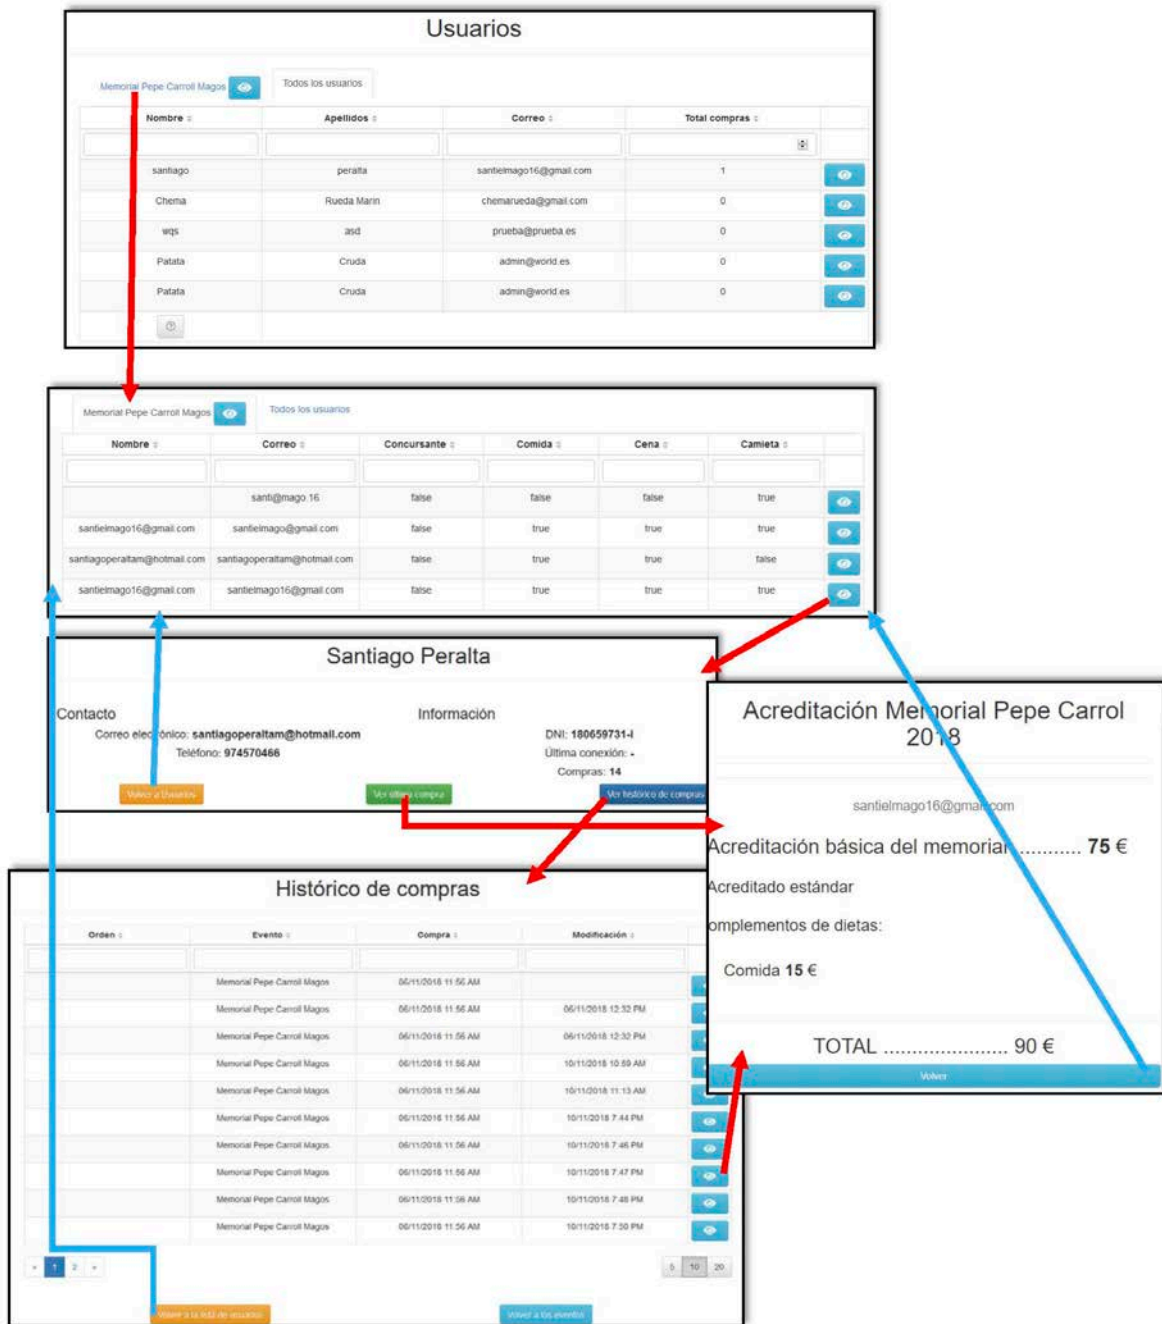 Usuarios
Memorial Pepe Carroll Magos Todos los usuarios
Nombre Apellidos Correo Total compras
santiago peralta santielmago16@gmail.com 1
Chema Rueda Marin chemarueda@gmail.com 0
wqs asd prueba@prueba.es 0
Patata Cruda admin@world.es 0
Patata Cruda admin@world.es 0
Memorial Pepe Carroll Magos Todos los usuarios
Nombre Correo Concursante Comida Cena Camieta
santi@mago.16 false false false true
santielmago16@gmail.com santielmago@gmail.com false true true true
santiagoperaltam@hotmail.com santiagoperaltam@hotmail.com false true true false
santielmago16@gmail.com santielmago16@gmail.com false true true true
Santiago Peralta
Contacto Información
Correo electrónico: santiagoperaltam@hotmail.com DNI: 180659731-I
Teléfono: 974570466 Última conexión: -
Compras: 14
Volver a Usuarios Ver última compra Ver histórico de compras
Acreditación Memorial Pepe Carrol
2018
santielmago16@gmail.com
Acreditación básica del memorial ........... 75 €
Acreditado estándar
omplementos de dietas:
Comida 15 €
TOTAL ...................... 90 €
Volver
Histórico de compras
Orden Evento Compra Modificación
Memorial Pepe Carroll Magos 06/11/2018 11:56 AM
Memorial Pepe Carroll Magos 06/11/2018 11:56 AM 06/11/2018 12:32 PM
Memorial Pepe Carroll Magos 06/11/2018 11:56 AM 06/11/2018 12:32 PM
Memorial Pepe Carroll Magos 06/11/2018 11:56 AM 10/11/2018 10:59 AM
Memorial Pepe Carroll Magos 06/11/2018 11:56 AM 10/11/2018 11:13 AM
Memorial Pepe Carroll Magos 06/11/2018 11:56 AM 10/11/2018 7:44 PM
Memorial Pepe Carroll Magos 06/11/2018 11:56 AM 10/11/2018 7:46 PM
Memorial Pepe Carroll Magos 06/11/2018 11:56 AM 10/11/2018 7:47 PM
Memorial Pepe Carroll Magos 06/11/2018 11:56 AM 10/11/2018 7:48 PM
Memorial Pepe Carroll Magos 06/11/2018 11:56 AM 10/11/2018 7:50 PM
« 1 2 » 5 10 20
Volver a la lista de usuarios Volver a los eventos